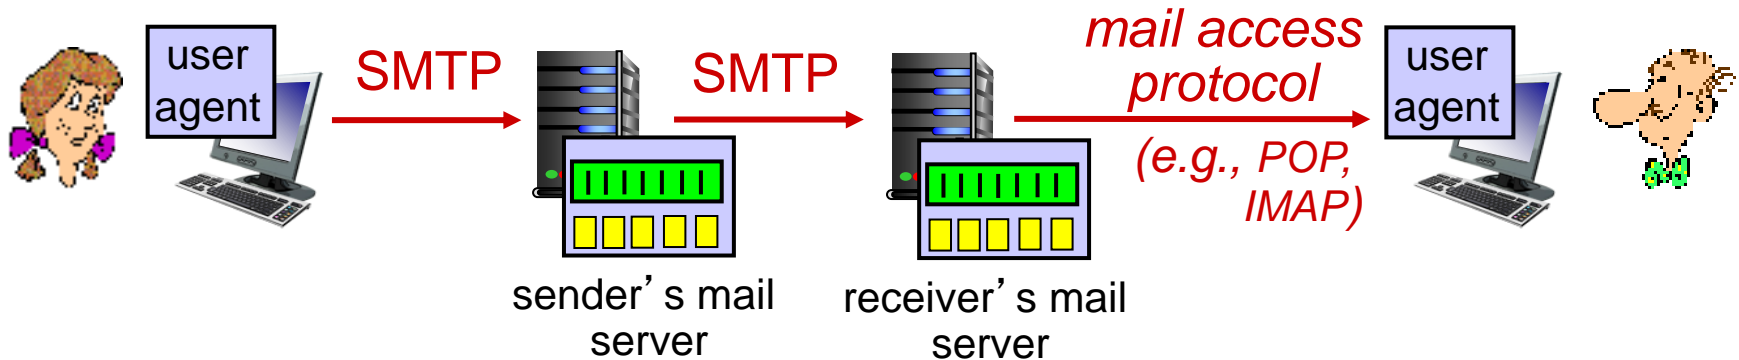 user
agent
SMTP
SMTP
mail access
protocol
(e.g., POP,
IMAP)
user
agent
sender’s mail
server
receiver’s mail
server